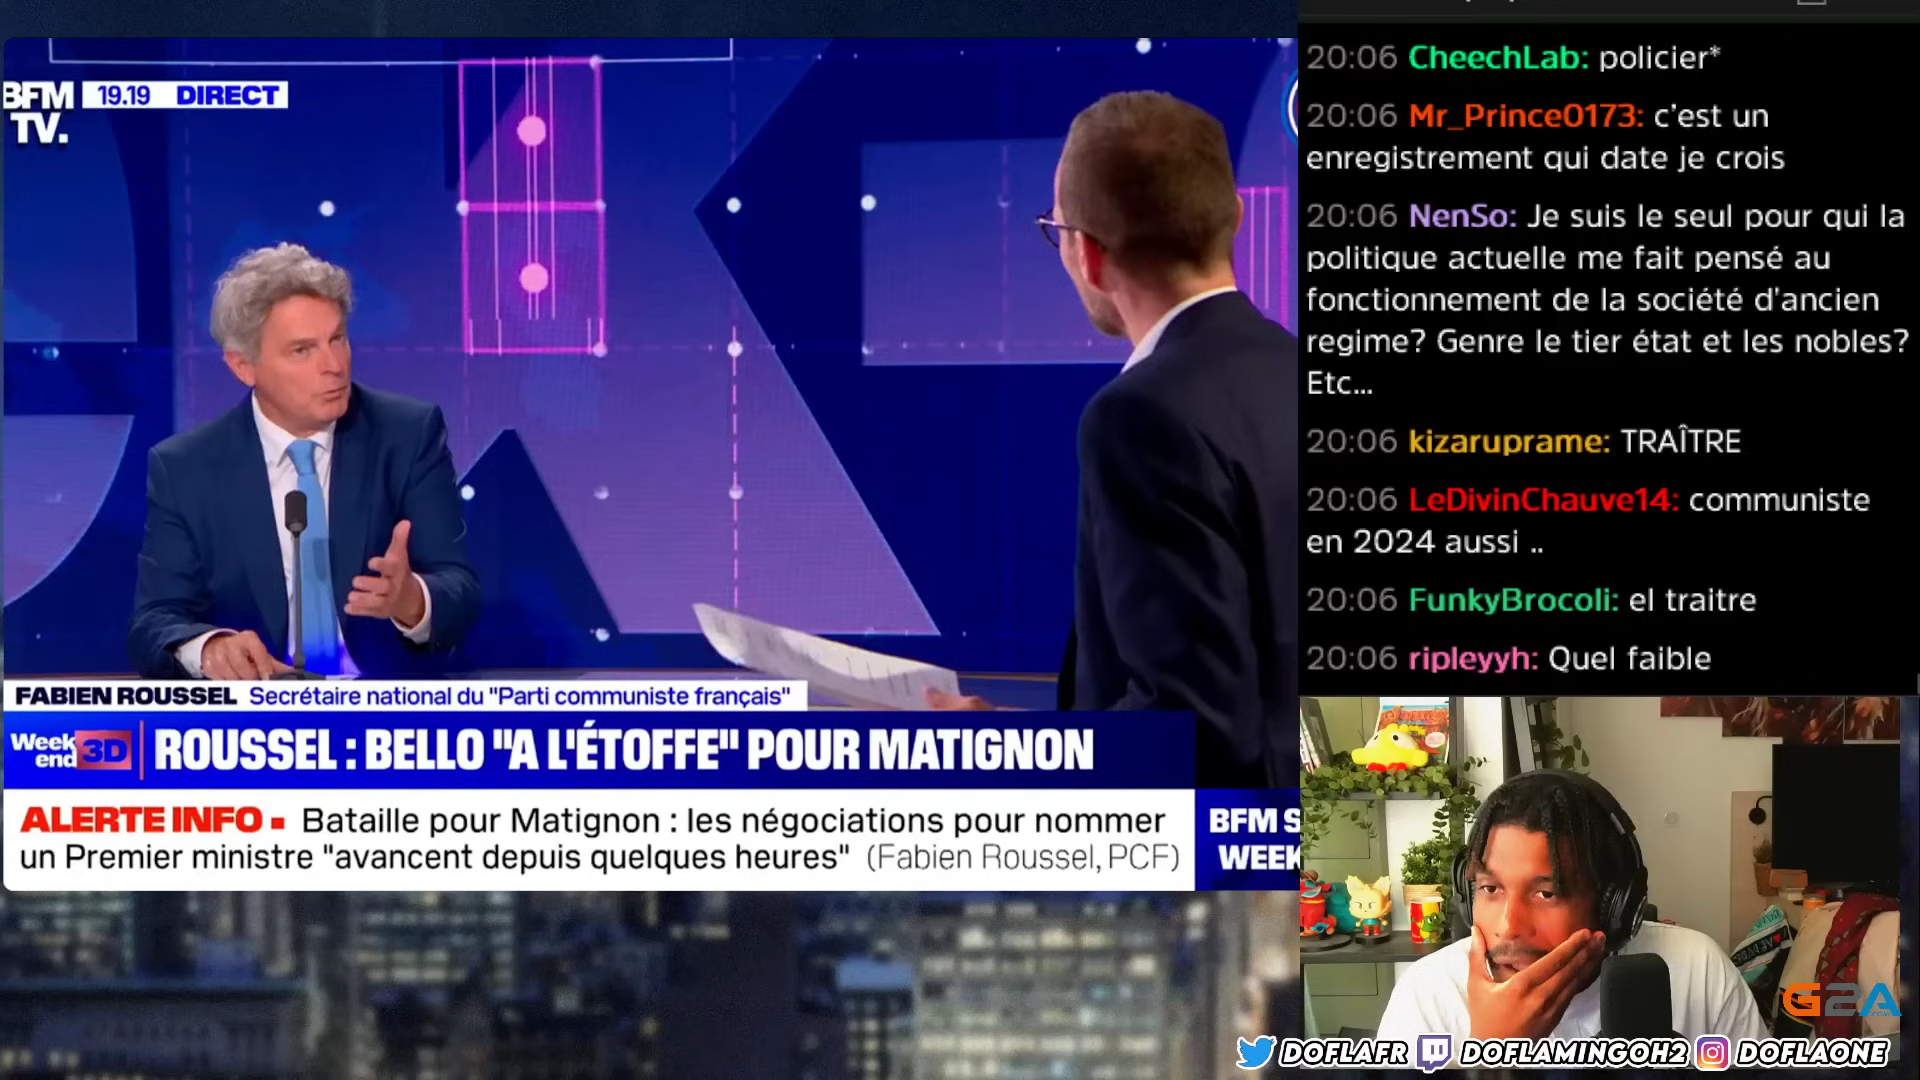 BFM
TV.
19.19 DIRECT
FABIEN ROUSSEL Secrétaire national du "Parti communiste français"
Week
end 3D
ROUSSEL : BELLO "A L'ÉTOFFE" POUR MATIGNON
ALERTE INFO ▪ Bataille pour Matignon : les négociations pour nommer
un Premier ministre "avancent depuis quelques heures" (Fabien Roussel, PCF)
BFM S
WEEK
20:06 CheechLab: policier*
20:06 Mr_Prince0173: c'est un
enregistrement qui date je crois
20:06 NenSo: Je suis le seul pour qui la
politique actuelle me fait pensé au
fonctionnement de la société d'ancien
regime? Genre le tier état et les nobles?
Etc...
20:06 kizaruprame: TRAÎTRE
20:06 LeDivinChauve14: communiste
en 2024 aussi ..
20:06 FunkyBrocoli: el traitre
20:06 ripleyyh: Quel faible
G2A
.COM
DOFLAFR DOFLAMINGOH2 DOFLAONE